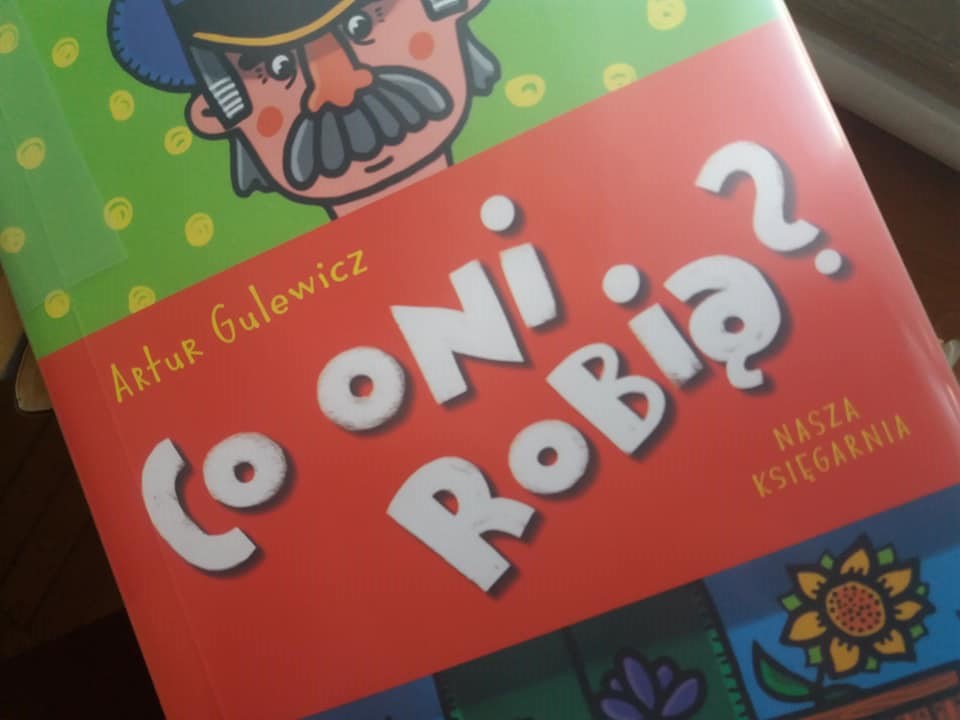 Artur Gulewicz
Co oni
robią?
NASZA
KSIĘGARNIA